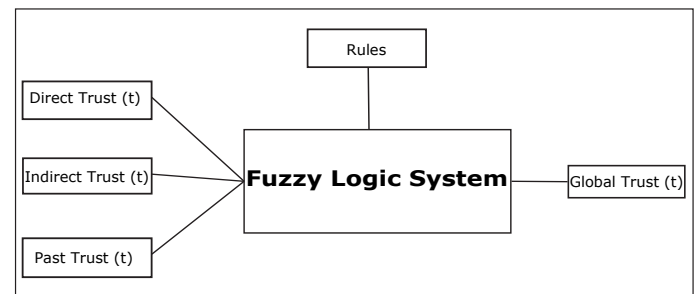 Rules
Direct Trust (t)
Indirect Trust (t)
Fuzzy Logic System
Global Trust (t)
Past Trust (t)